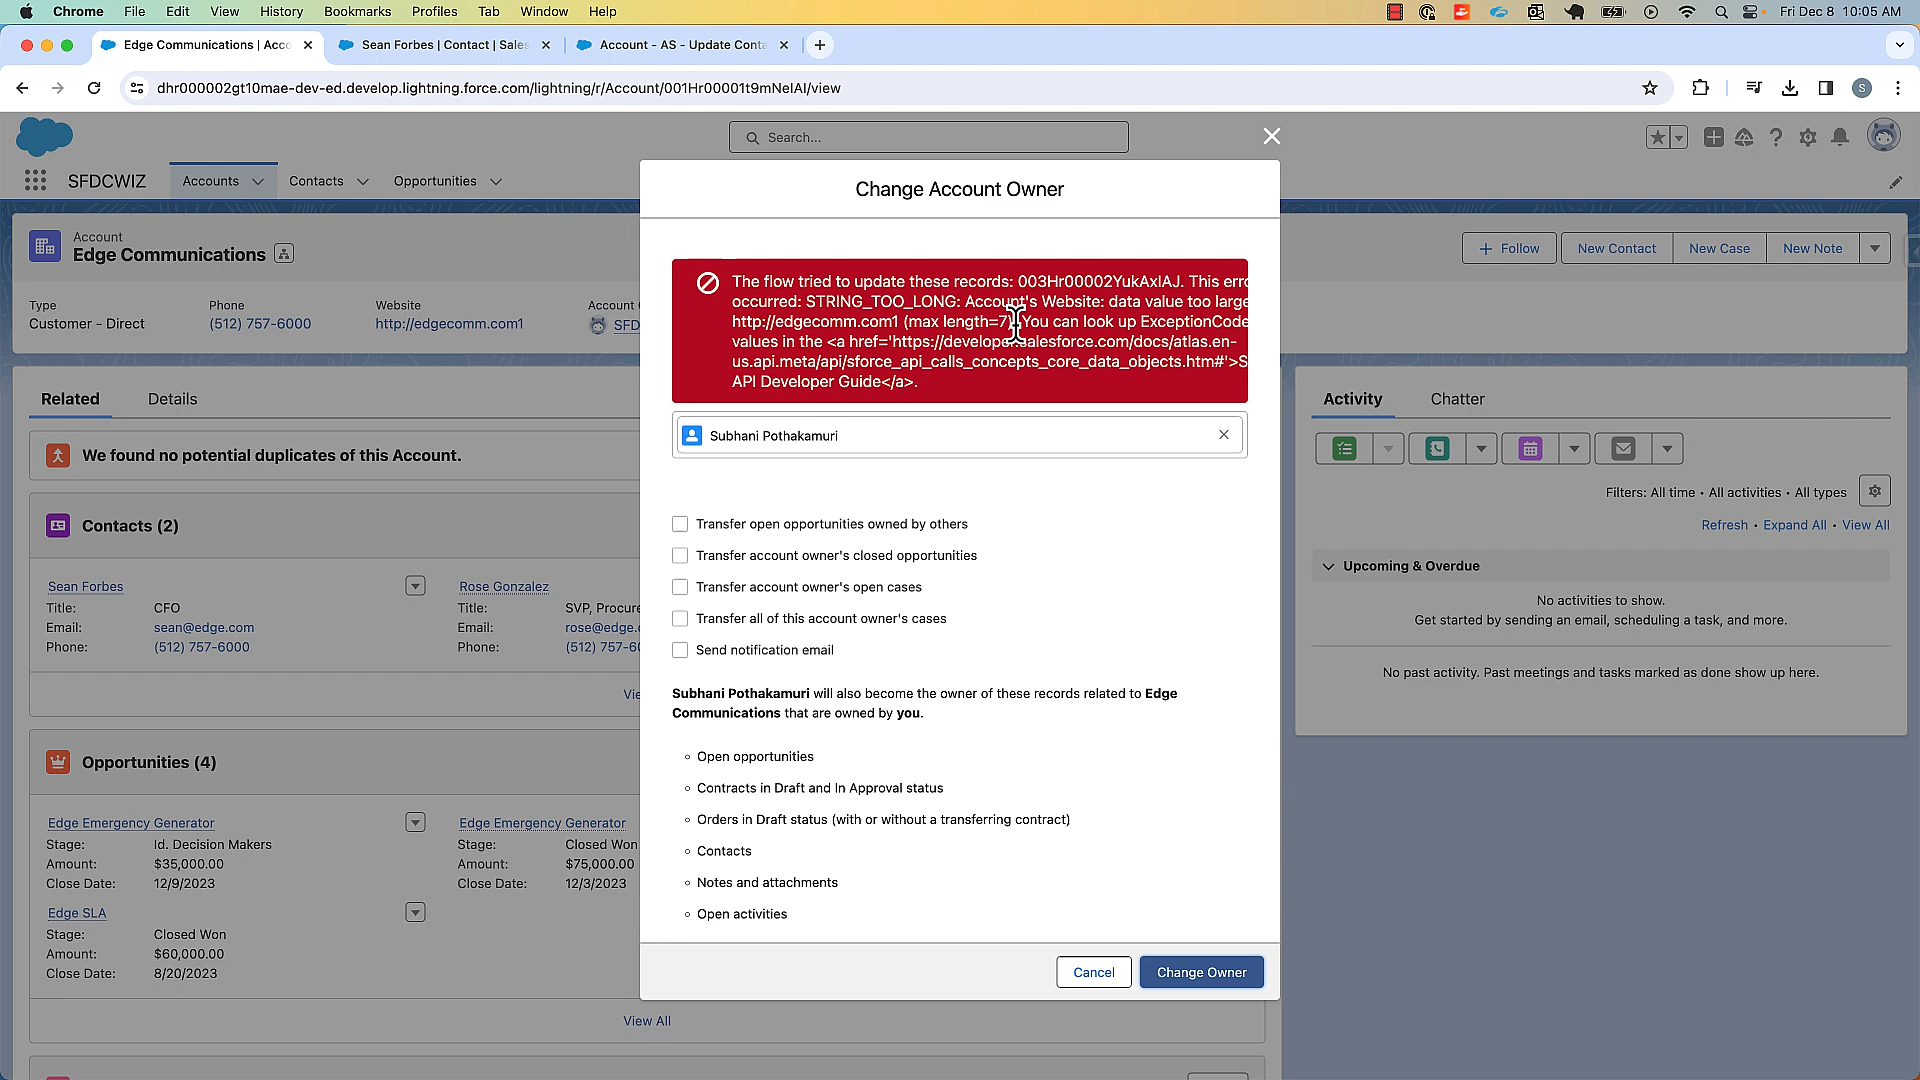 Chrome File Edit View History Bookmarks Profiles Tab Window Help Fri Dec 8 10:05 AM
Edge Communications | Acco Sean Forbes | Contact | Sales Account - AS - Update Conta
dhr000002gt10mae-dev-ed.develop.lightning.force.com/lightning/r/Account/001Hr00001t9mNeIAI/view S
Search...
SFDCWIZ Accounts Contacts Opportunities
Change Account Owner
Account
Edge Communications
+ Follow New Contact New Case New Note
Type Phone Website Account
Customer - Direct (512) 757-6000 http://edgecomm.com1 SFD
The flow tried to update these records: 003Hr00002YukAxIAJ. This erro
occurred: STRING_TOO_LONG: Account's Website: data value too large
http://edgecomm.com1 (max length=7). You can look up ExceptionCode
values in the <a href='https://developer.salesforce.com/docs/atlas.en-
us.api.meta/api/sforce_api_calls_concepts_core_data_objects.htm#'>S
API Developer Guide</a>.
Subhani Pothakamuri
Transfer open opportunities owned by others
Transfer account owner's closed opportunities
Transfer account owner's open cases
Transfer all of this account owner's cases
Send notification email
Subhani Pothakamuri will also become the owner of these records related to Edge
Communications that are owned by you.
Open opportunities
Contracts in Draft and In Approval status
Orders in Draft status (with or without a transferring contract)
Contacts
Notes and attachments
Open activities
Cancel Change Owner
Related Details
We found no potential duplicates of this Account.
Contacts (2)
Sean Forbes Rose Gonzalez
Title: CFO Title: SVP, Procure
Email: sean@edge.com Email: rose@edge.
Phone: (512) 757-6000 Phone: (512) 757-60
Vie
Opportunities (4)
Edge Emergency Generator Edge Emergency Generator
Stage: Id. Decision Makers Stage: Closed Won
Amount: $35,000.00 Amount: $75,000.00
Close Date: 12/9/2023 Close Date: 12/3/2023
Edge SLA
Stage: Closed Won
Amount: $60,000.00
Close Date: 8/20/2023
View All
Activity Chatter
Filters: All time • All activities • All types
Refresh • Expand All • View All
Upcoming & Overdue
No activities to show.
Get started by sending an email, scheduling a task, and more.
No past activity. Past meetings and tasks marked as done show up here.